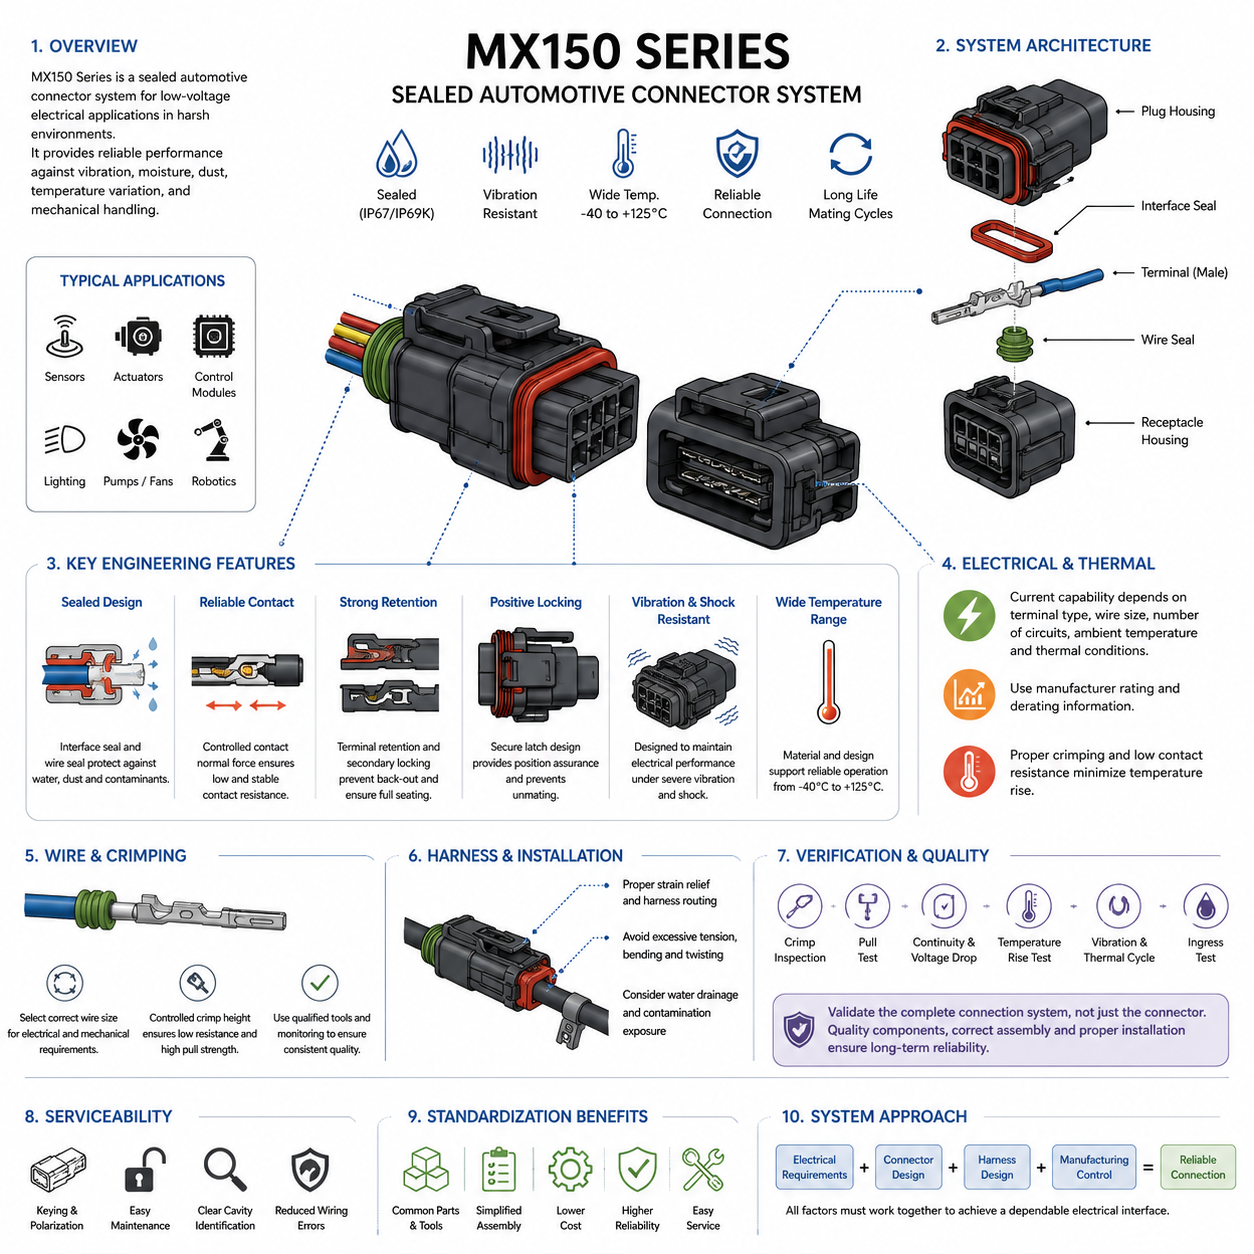 MX150 SERIES
SEALED AUTOMOTIVE CONNECTOR SYSTEM
Sealed
(IP67/IP69K)
Vibration
Resistant
Wide Temp.
-40 to +125°C
Reliable
Connection
Long Life
Mating Cycles
1. OVERVIEW
MX150 Series is a sealed automotive
connector system for low-voltage
electrical applications in harsh
environments.
It provides reliable performance
against vibration, moisture, dust,
temperature variation, and
mechanical handling.
TYPICAL APPLICATIONS
Sensors
Actuators
Control
Modules
Lighting
Pumps / Fans
Robotics
2. SYSTEM ARCHITECTURE
Plug Housing
Interface Seal
Terminal (Male)
Wire Seal
Receptacle
Housing
3. KEY ENGINEERING FEATURES
Sealed Design
Interface seal and
wire seal protect against
water, dust and contaminants.
Reliable Contact
Controlled contact
normal force ensures
low and stable
contact resistance.
Strong Retention
Terminal retention and
secondary locking
prevent back-out and
ensure full seating.
Positive Locking
Secure latch design
provides position assurance
and prevents
unmating.
Vibration & Shock
Resistant
Designed to maintain
electrical performance
under severe vibration
and shock.
Wide Temperature
Range
Material and design
support reliable operation
from -40°C to +125°C.
4. ELECTRICAL & THERMAL
Current capability depends on
terminal type, wire size, number
of circuits, ambient temperature
and thermal conditions.
Use manufacturer rating and
derating information.
Proper crimping and low contact
resistance minimize temperature
rise.
5. WIRE & CRIMPING
Select correct wire size
for electrical and mechanical
requirements.
Controlled crimp height
ensures low resistance and
high pull strength.
Use qualified tools and
monitoring to ensure
consistent quality.
6. HARNESS & INSTALLATION
Proper strain relief
and harness routing
Avoid excessive tension,
bending and twisting
Consider water drainage
and contamination
exposure
7. VERIFICATION & QUALITY
Crimp
Inspection
Pull
Test
Continuity &
Voltage Drop
Temperature
Rise Test
Vibration &
Thermal Cycle
Ingress
Test
Validate the complete connection system, not just the connector.
Quality components, correct assembly and proper installation
ensure long-term reliability.
8. SERVICEABILITY
Keying &
Polarization
Easy
Maintenance
Clear Cavity
Identification
Reduced Wiring
Errors
9. STANDARDIZATION BENEFITS
Common Parts
& Tools
Simplified
Assembly
Lower
Cost
Higher
Reliability
Easy
Service
10. SYSTEM APPROACH
Electrical
Requirements
+
Connector
Design
+
Harness
Design
+
Manufacturing
Control
=
Reliable
Connection
All factors must work together to achieve a dependable electrical interface.